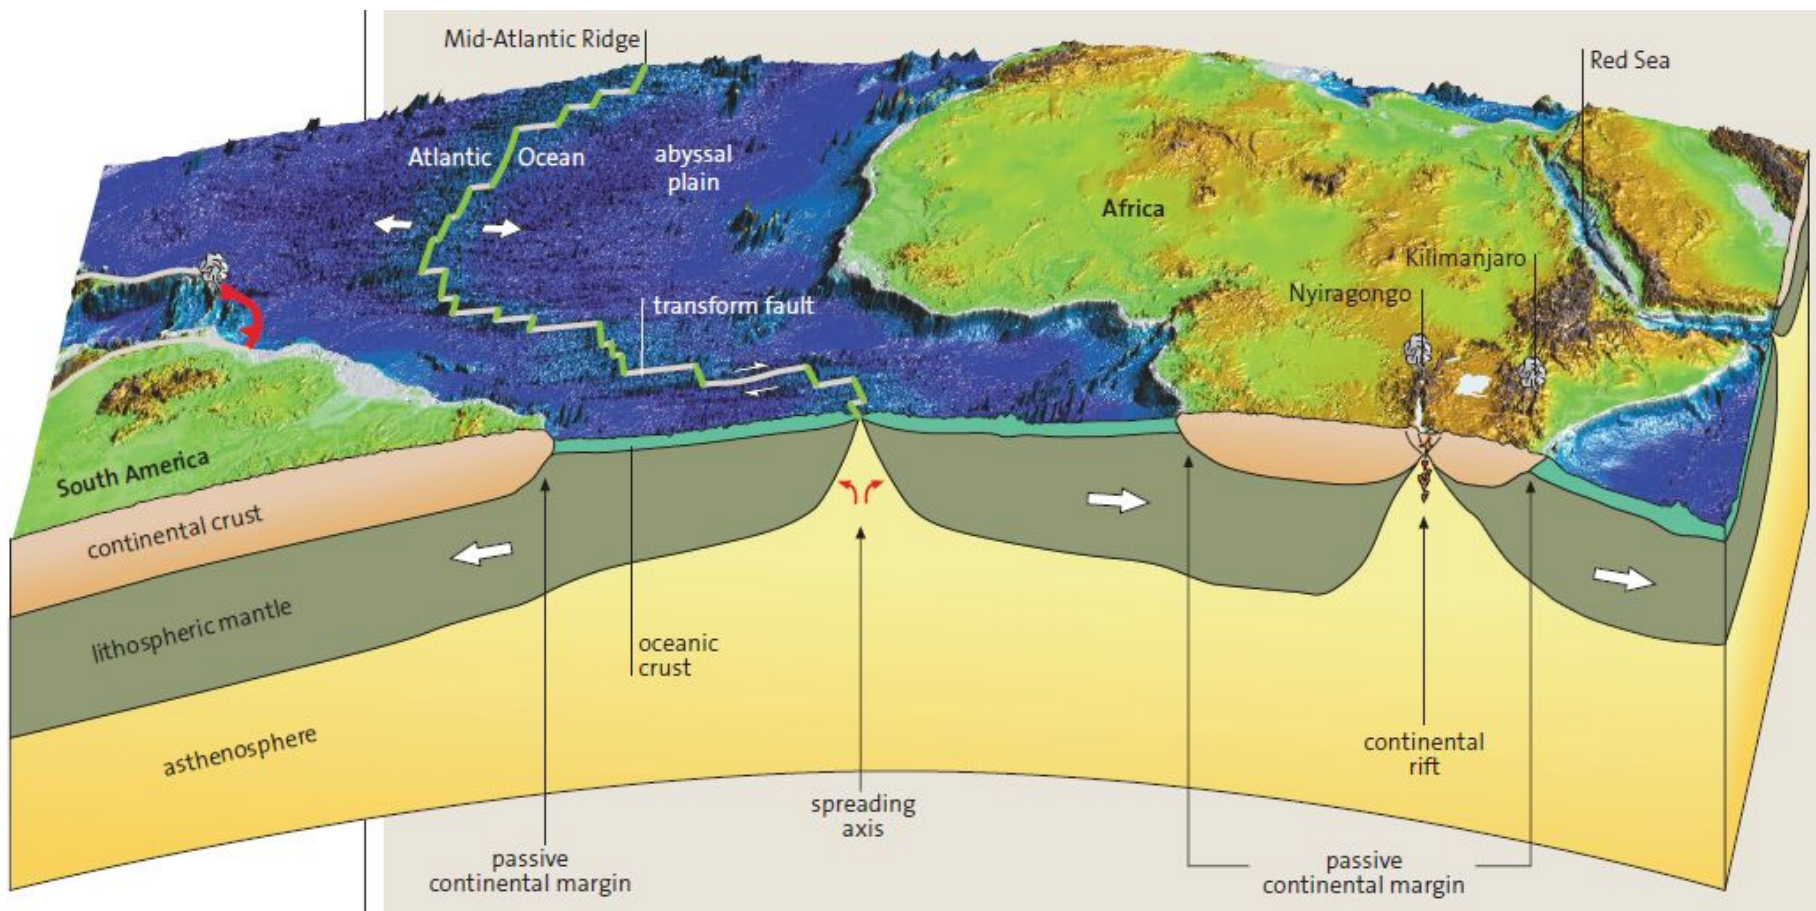 Mid-Atlantic Ridge
Red Sea
Atlantic Ocean
abyssal
plain
Africa
Kilimanjaro
Nyiragongo
transform fault
South America
continental crust
lithospheric mantle
oceanic
crust
asthenosphere
continental
rift
spreading
axis
passive
continental margin
passive
continental margin